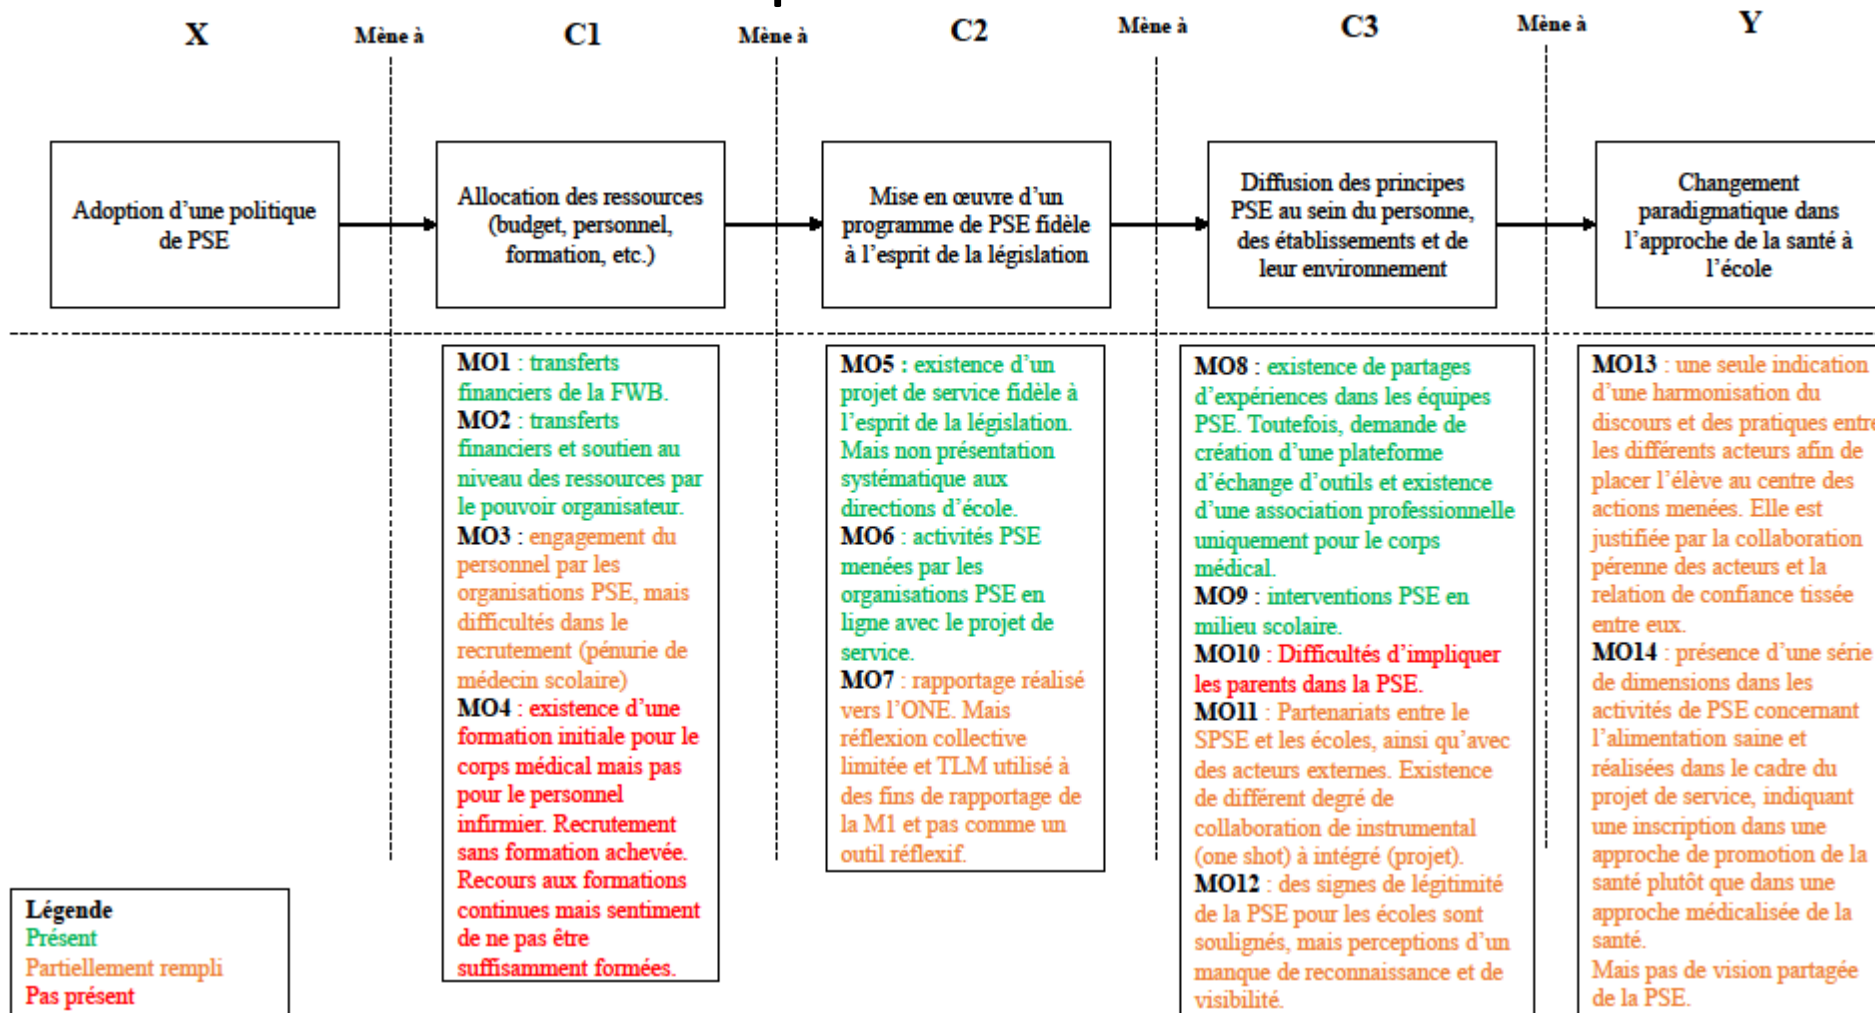 X
Mène à
C1
Mène à
C2
Mène à
C3
Mène à
Y
Adoption d'une politique
de PSE
Allocation des ressources
(budget, personnel,
formation, etc.)
Mise en œuvre d'un
programme de PSE fidèle
à l'esprit de la législation
Diffusion des principes
PSE au sein du personne,
des établissements et de
leur environnement
Changement
paradigmatique dans
l'approche de la santé à
l'école
MO1 : transferts
financiers de la FWB.
MO2 : transferts
financiers et soutien au
niveau des ressources par
le pouvoir organisateur.
MO3 : engagement du
personnel par les
organisations PSE, mais
difficultés dans le
recrutement (pénurie de
médecin scolaire)
MO4 : existence d'une
formation initiale pour le
corps médical mais pas
pour le personnel
infirmier. Recrutement
sans formation achevée.
Recours aux formations
continues mais sentiment
de ne pas être
suffisamment formées.
MO5 : existence d'un
projet de service fidèle à
l'esprit de la législation.
Mais non présentation
systématique aux
directions d'école.
MO6 : activités PSE
menées par les
organisations PSE en
ligne avec le projet de
service.
MO7 : rapportage réalisé
vers l'ONE. Mais
réflexion collective
limitée et TLM utilisé à
des fins de rapportage de
la M1 et pas comme un
outil réflexif.
MO8 : existence de partages
d'expériences dans les équipes
PSE. Toutefois, demande de
création d'une plateforme
d'échange d'outils et existence
d'une association professionnelle
uniquement pour le corps
médical.
MO9 : interventions PSE en
milieu scolaire.
MO10 : Difficultés d'impliquer
les parents dans la PSE.
MO11 : Partenariats entre le
SPSE et les écoles, ainsi qu'avec
des acteurs externes. Existence
de différent degré de
collaboration de instrumental
(one shot) à intégré (projet).
MO12 : des signes de légitimité
de la PSE pour les écoles sont
soulignés, mais perceptions d'un
manque de reconnaissance et de
visibilité.
MO13 : une seule indication
d'une harmonisation du
discours et des pratiques entre
les différents acteurs afin de
placer l'élève au centre des
actions menées. Elle est
justifiée par la collaboration
pérenne des acteurs et la
relation de confiance tissée
entre eux.
MO14 : présence d'une série
de dimensions dans les
activités de PSE concernant
l'alimentation saine et
réalisées dans le cadre du
projet de service, indiquant
une inscription dans une
approche de promotion de la
santé plutôt que dans une
approche médicalisée de la
santé.
Mais pas de vision partagée
de la PSE.
Légende
Présent
Partiellement rempli
Pas présent